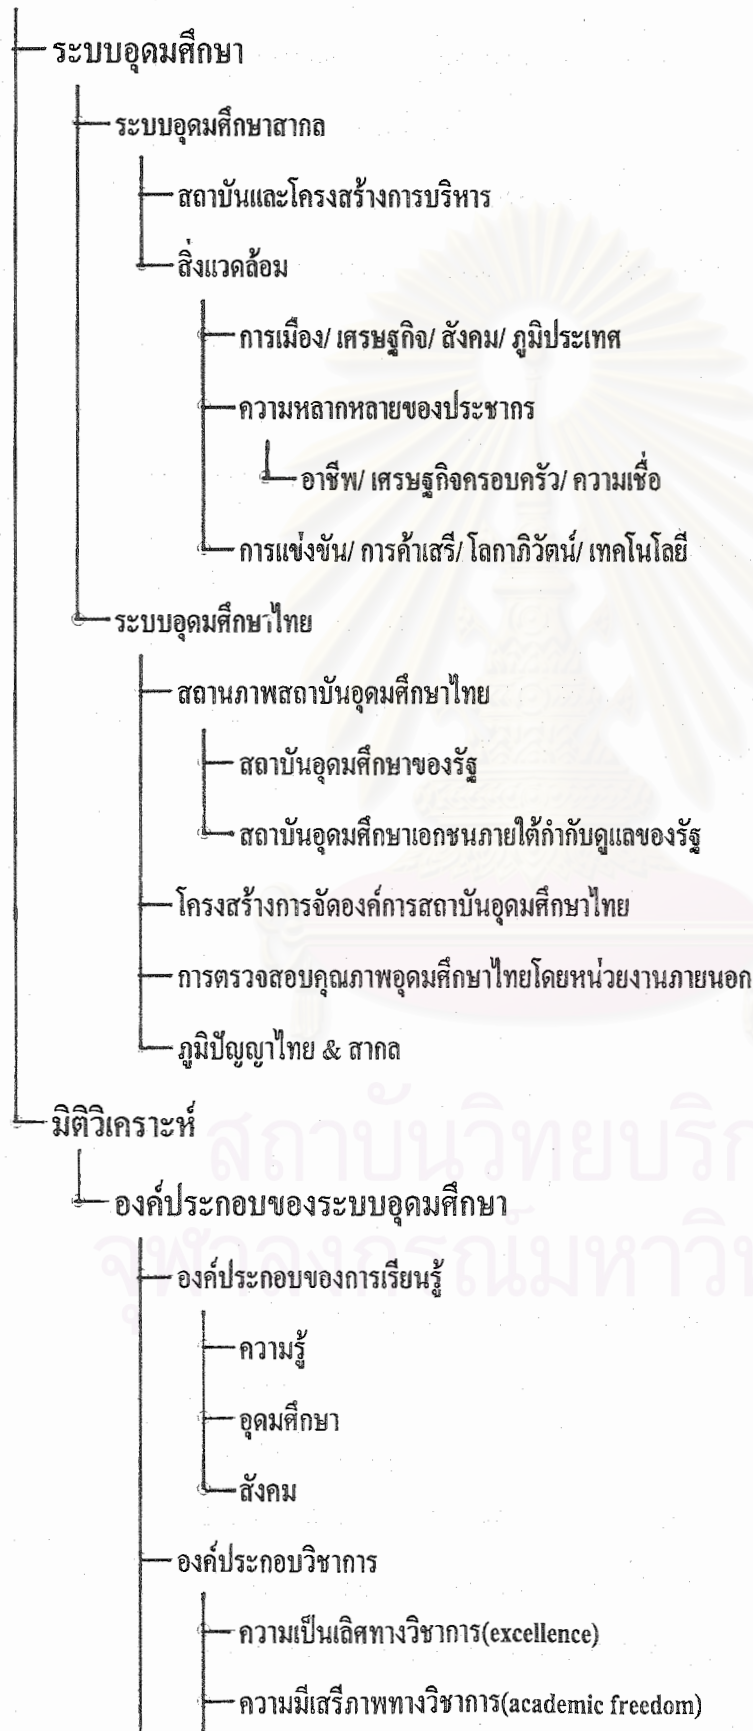 ระบบอุดมศึกษา
ระบบอุดมศึกษาสากล
สถาบันและโครงสร้างการบริหาร
สิ่งแวดล้อม
การเมือง/ เศรษฐกิจ/ สังคม/ ภูมิประเทศ
ความหลากหลายของประชากร
อาชีพ/ เศรษฐกิจครอบครัว/ ความเชื่อ
การแข่งขัน/ การค้าเสรี/ โลกาภิวัตน์/ เทคโนโลยี
ระบบอุดมศึกษาไทย
สถานภาพสถาบันอุดมศึกษาไทย
สถาบันอุดมศึกษาของรัฐ
สถาบันอุดมศึกษาเอกชนภายใต้กำกับดูแลของรัฐ
โครงสร้างการจัดองค์การสถาบันอุดมศึกษาไทย
การตรวจสอบคุณภาพอุดมศึกษาไทยโดยหน่วยงานภายนอก
ภูมิปัญญาไทย & สากล
มิติวิเคราะห์
สถาบันวิทยบริก
องค์ประกอบของระบบอุดมศึกษา
จุฬาลงกรณ์มหาวิท
องค์ประกอบของการเรียนรู้
ความรู้
อุดมศึกษา
สังคม
องค์ประกอบวิชาการ
ความเป็นเลิศทางวิชาการ(excellence)
ความมีเสรีภาพทางวิชาการ(academic freedom)